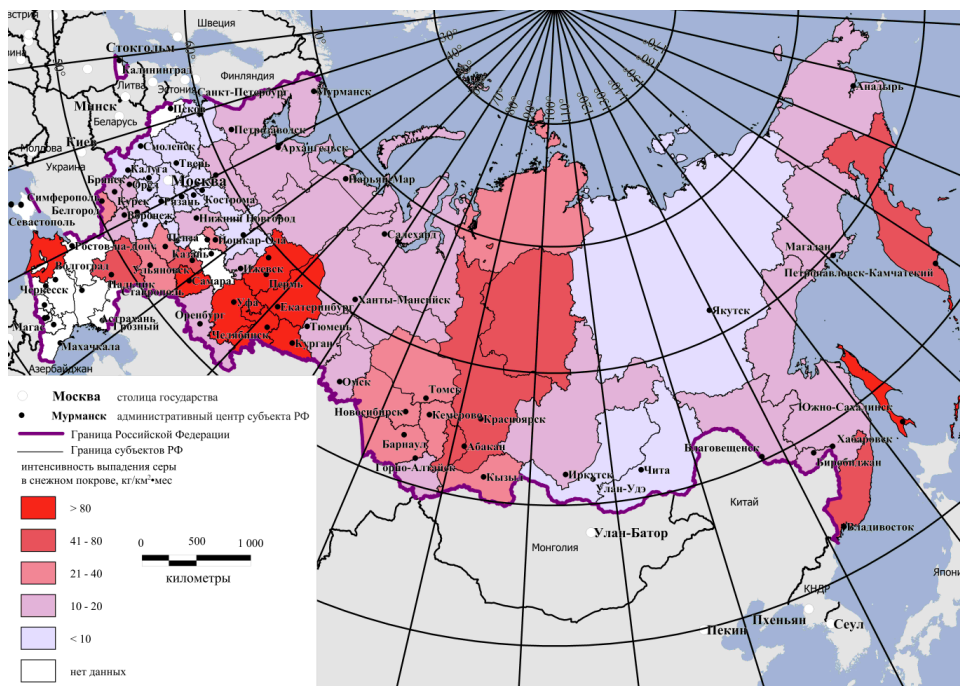 Швеция
Стокгольм
Калининград
Финляндия
Литва
Эстония
Санкт-Петербург
Мурманск
Минск
Псков
Беларусь
Петрозаводск
Киев
Молдова
Смоленск
Архангельск
Украина
Калуга
Тверь
Нарьян-Мар
Анадырь
Брянск
Орел
Москва
Симферополь
Курск
Рязань
Кострома
Белгород
Севастополь
Воронеж
Нижний Новгород
Салехард
Ростов-на-Дону
Пенза
Йошкар-Ола
Магадан
Казань
Волгоград
Ульяновск
Ижевск
Петропавловск-Камчатский
Нальчик
Самара
Пермь
Черкесск
Ставрополь
Уфа
Екатеринбург
Ханты-Мансийск
Якутск
Оренбург
Астрахань
Магас
Грозный
Челябинск
Тюмень
Махачкала
Курган
Азербайджан
Омск
Томск
Южно-Сахалинск
Новосибирск
Кемерово
Красноярск
Барнаул
Абакан
Хабаровск
Благовещенск
Биробиджан
Горно-Алтайск
Кызыл
Иркутск
Чита
Улан-Удэ
Китай
Владивосток
Улан-Батор
Монголия
Япони
КНДР
Пхеньян
Сеул
Пекин
Москва столица государства
Мурманск административный центр субъекта РФ
Граница Российской Федерации
Граница субъектов РФ
интенсивность выпадения серы
в снежном покрове, кг/км²•мес
> 80
41 - 80
21 - 40
10 - 20
< 10
нет данных
0 500 1 000
километры